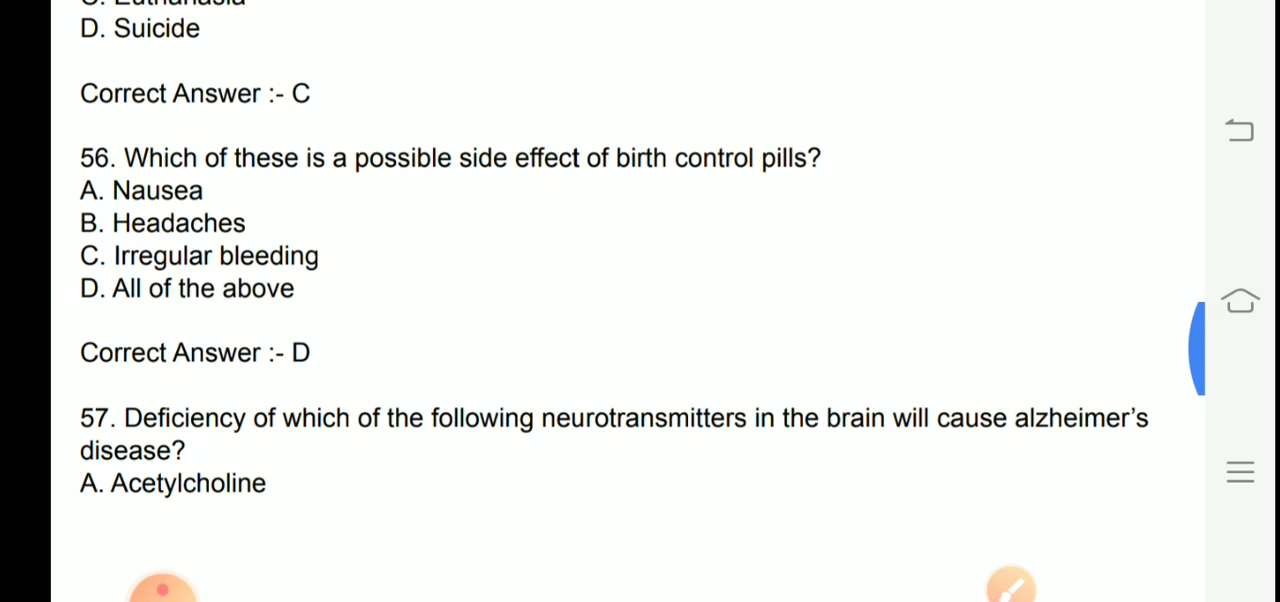 C. Euthanasia
D. Suicide
Correct Answer :- C
56. Which of these is a possible side effect of birth control pills?
A. Nausea
B. Headaches
C. Irregular bleeding
D. All of the above
Correct Answer :- D
57. Deficiency of which of the following neurotransmitters in the brain will cause alzheimer’s
disease?
A. Acetylcholine